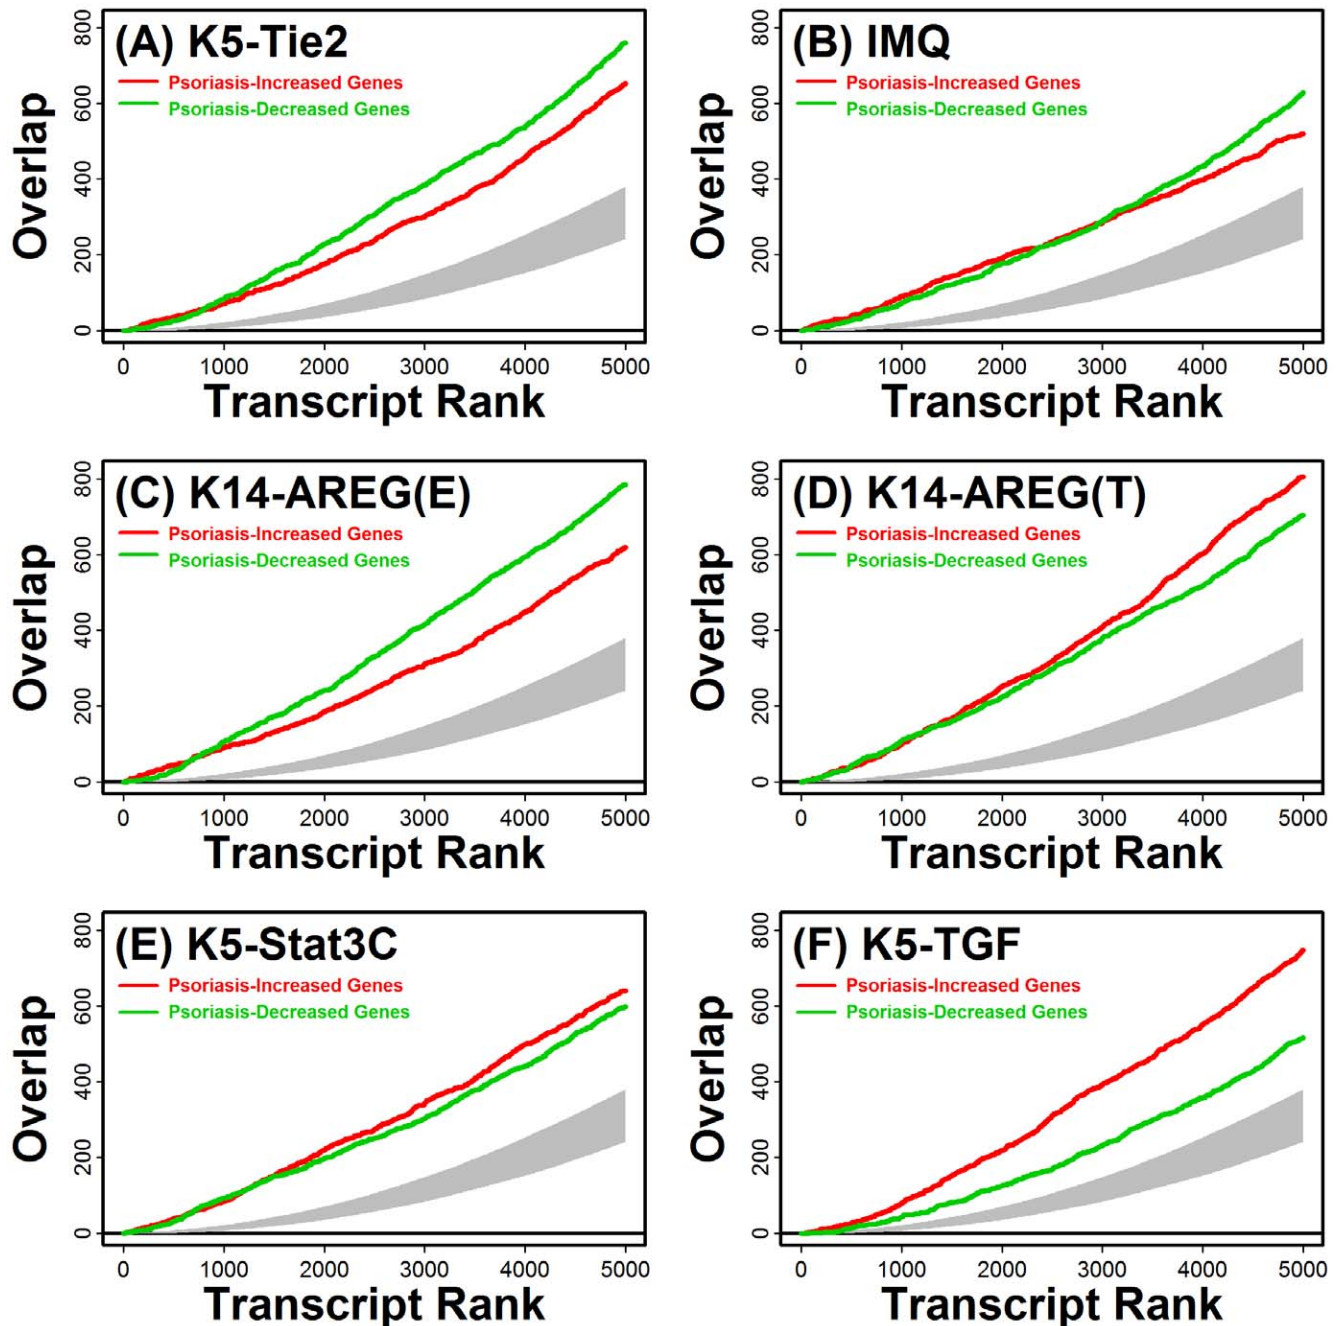 (A) K5-Tie2
Psoriasis-Increased Genes
Psoriasis-Decreased Genes
Overlap
0
200
400
600
800
0 1000 2000 3000 4000 5000
Transcript Rank
(B) IMQ
Psoriasis-Increased Genes
Psoriasis-Decreased Genes
Overlap
0
200
400
600
800
0 1000 2000 3000 4000 5000
Transcript Rank
(C) K14-AREG(E)
Psoriasis-Increased Genes
Psoriasis-Decreased Genes
Overlap
0
200
400
600
800
0 1000 2000 3000 4000 5000
Transcript Rank
(D) K14-AREG(T)
Psoriasis-Increased Genes
Psoriasis-Decreased Genes
Overlap
0
200
400
600
800
0 1000 2000 3000 4000 5000
Transcript Rank
(E) K5-Stat3C
Psoriasis-Increased Genes
Psoriasis-Decreased Genes
Overlap
0
200
400
600
800
0 1000 2000 3000 4000 5000
Transcript Rank
(F) K5-TGF
Psoriasis-Increased Genes
Psoriasis-Decreased Genes
Overlap
0
200
400
600
800
0 1000 2000 3000 4000 5000
Transcript Rank